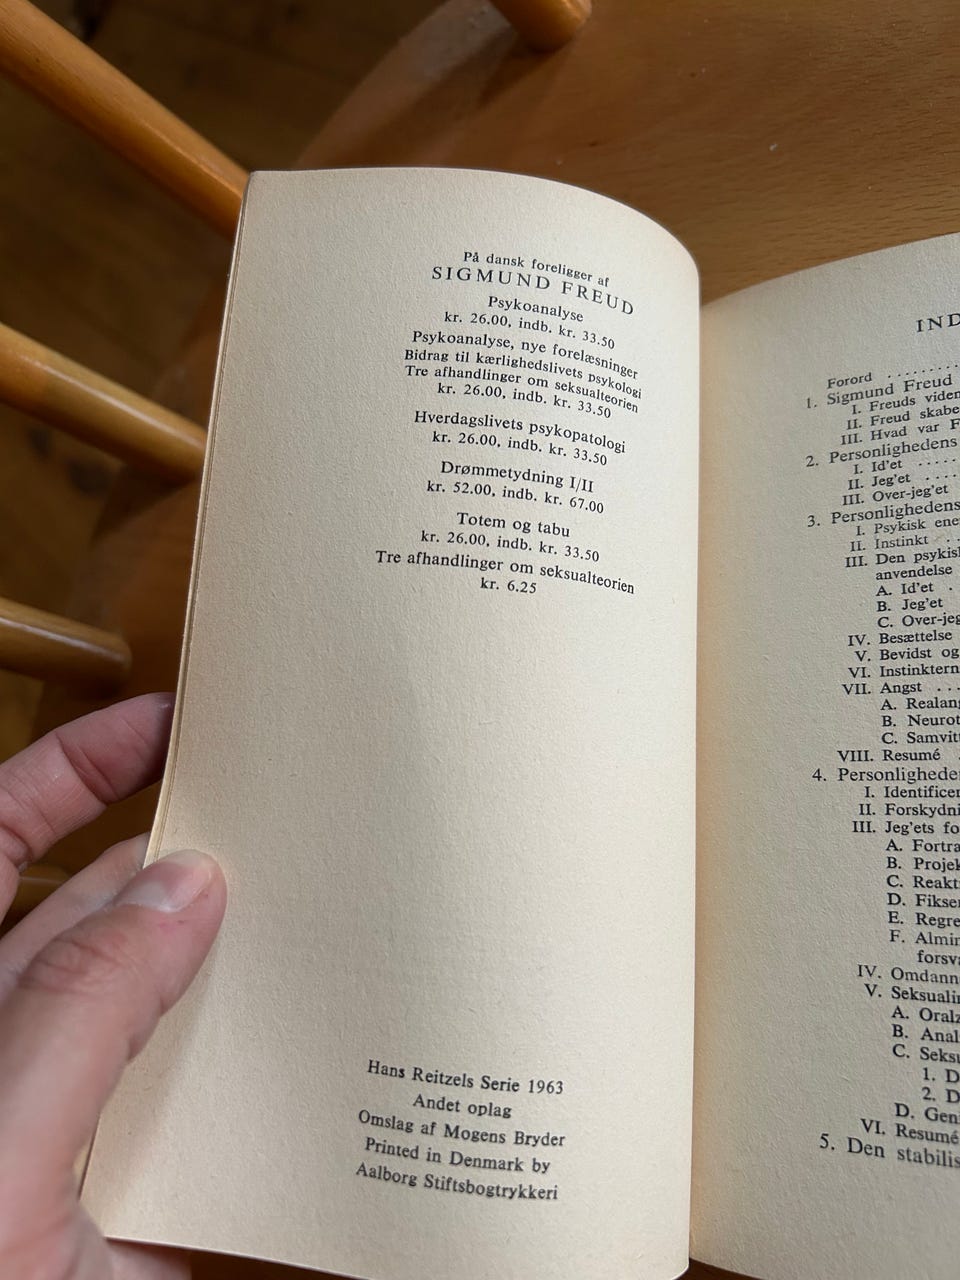 På dansk foreligger af
SIGMUND FREUD
Psykoanalyse
kr. 26.00, indb. kr. 33.50
Psykoanalyse, nye forelæsninger
Bidrag til kærlighedslivets psykologi
Tre afhandlinger om seksualteorien
kr. 26.00, indb. kr. 33.50
Hverdagslivets psykopatologi
kr. 26.00, indb. kr. 33.50
Drømmetydning I/II
kr. 52.00, indb. kr. 67.00
Totem og tabu
kr. 26.00, indb. kr. 33.50
Tre afhandlinger om seksualteorien
kr. 6.25
Hans Reitzels Serie 1963
Andet oplag
Omslag af Mogens Bryder
Printed in Denmark by
Aalborg Stiftsbogtrykkeri
IND
Forord ..........
1. Sigmund Freud
I. Freuds viden
II. Freud skabe
III. Hvad var F
2. Personlighedens
I. Id'et .....
II. Jeg'et ....
III. Over-jeg'et
3. Personlighedens
I. Psykisk ene
II. Instinkt ..
III. Den psykisk
anvendelse
A. Id'et .
B. Jeg'et
C. Over-jeg
IV. Besættelse
V. Bevidst og
VI. Instinktern
VII. Angst ...
A. Realang
B. Neurot
C. Samvitt
VIII. Resumé .
4. Personlighede
I. Identificer
II. Forskydni
III. Jeg'ets fo
A. Fortra
B. Projek
C. Reakt
D. Fikser
E. Regre
F. Almin
forsva
IV. Omdann
V. Seksualin
A. Oralz
B. Anal
C. Seksu
1. D
2. D
D. Geni
VI. Resumé
5. Den stabilis